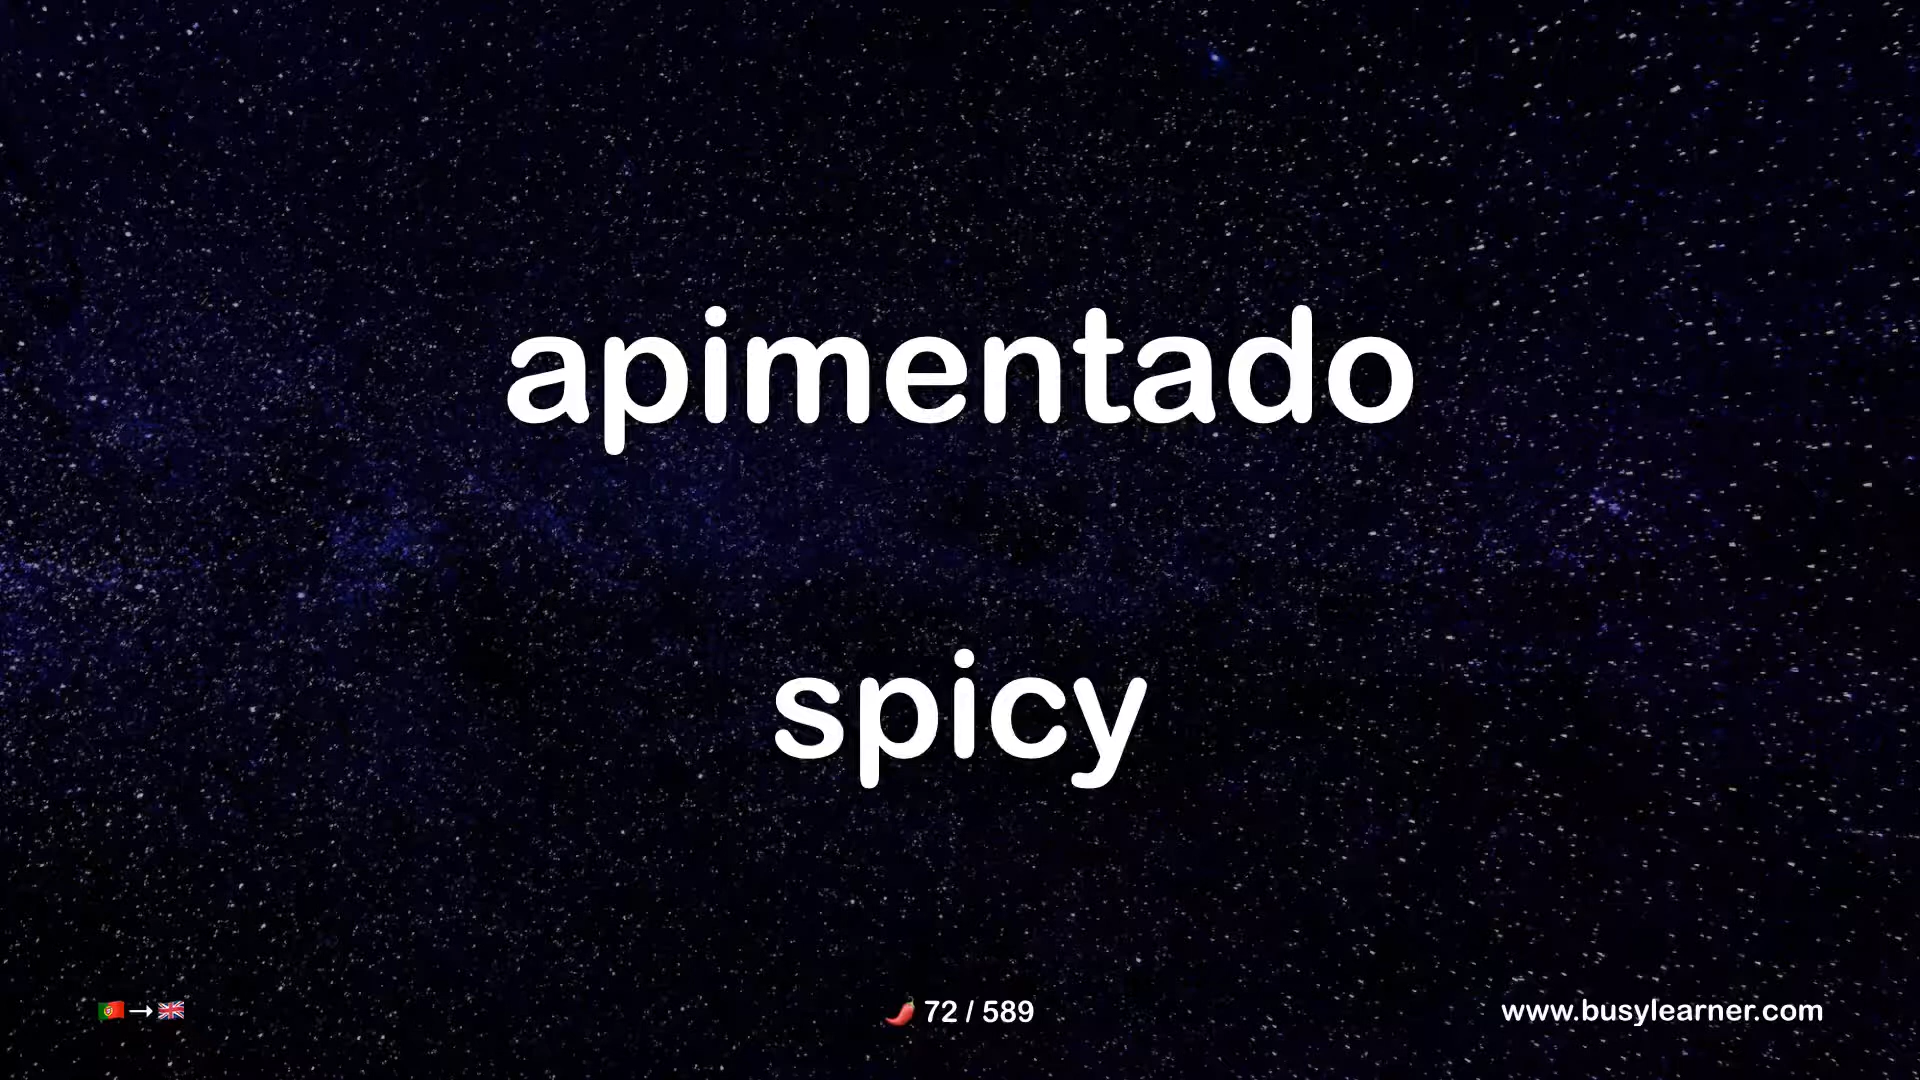 apimentado
spicy
🇵🇹→🇬🇧
🌶️ 72 / 589
www.busylearner.com